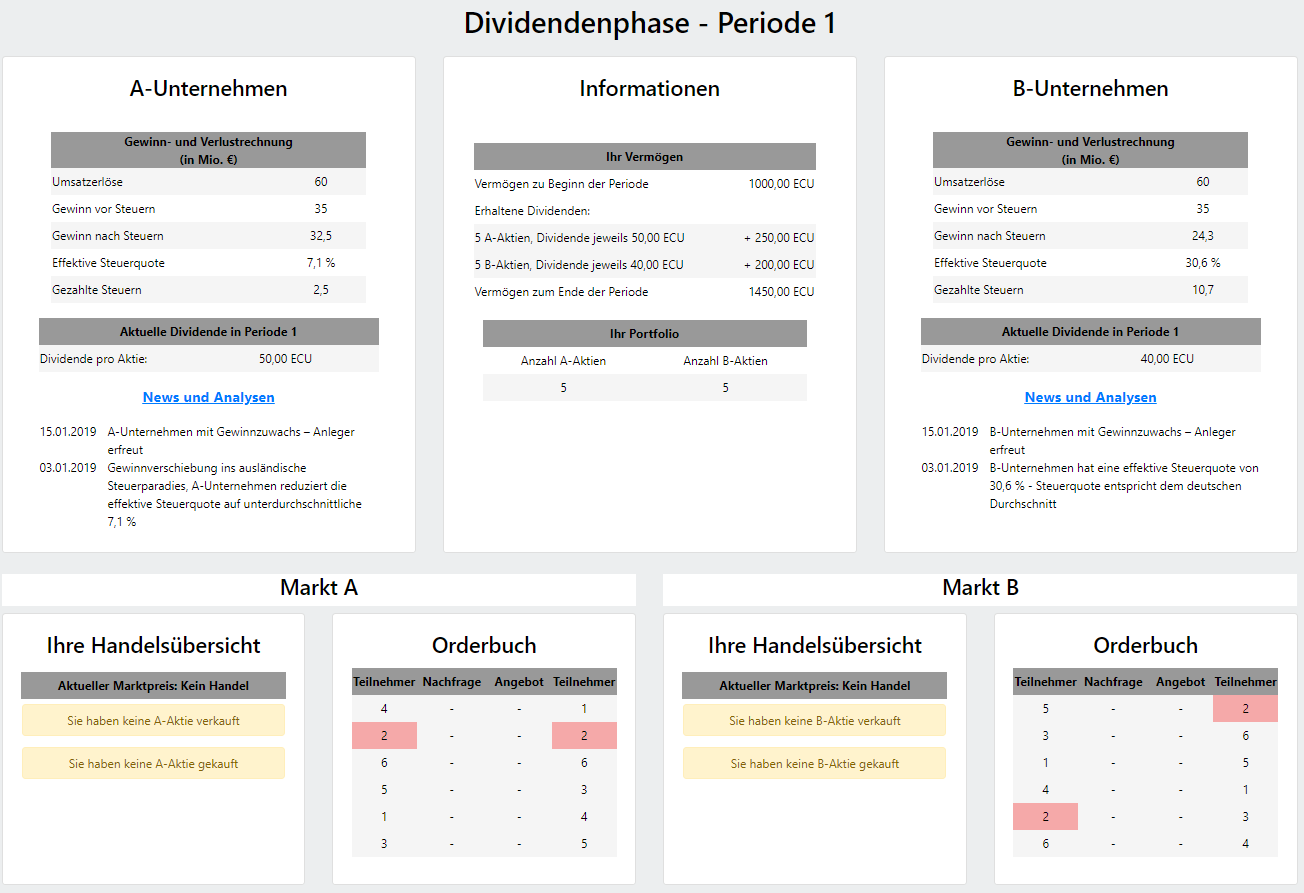 Dividendenphase - Periode 1
A-Unternehmen
Gewinn- und Verlustrechnung
(in Mio. €)
Umsatzerlöse 60
Gewinn vor Steuern 35
Gewinn nach Steuern 32,5
Effektive Steuerquote 7,1 %
Gezahlte Steuern 2,5
Aktuelle Dividende in Periode 1
Dividende pro Aktie: 50,00 ECU
News und Analysen
15.01.2019 A-Unternehmen mit Gewinnzuwachs – Anleger
erfreut
03.01.2019 Gewinnverschiebung ins ausländische
Steuerparadies, A-Unternehmen reduziert die
effektive Steuerquote auf unterdurchschnittliche
7,1 %
Informationen
Ihr Vermögen
Vermögen zu Beginn der Periode 1000,00 ECU
Erhaltene Dividenden:
5 A-Aktien, Dividende jeweils 50,00 ECU + 250,00 ECU
5 B-Aktien, Dividende jeweils 40,00 ECU + 200,00 ECU
Vermögen zum Ende der Periode 1450,00 ECU
Ihr Portfolio
Anzahl A-Aktien Anzahl B-Aktien
5 5
B-Unternehmen
Gewinn- und Verlustrechnung
(in Mio. €)
Umsatzerlöse 60
Gewinn vor Steuern 35
Gewinn nach Steuern 24,3
Effektive Steuerquote 30,6 %
Gezahlte Steuern 10,7
Aktuelle Dividende in Periode 1
Dividende pro Aktie: 40,00 ECU
News und Analysen
15.01.2019 B-Unternehmen mit Gewinnzuwachs – Anleger
erfreut
03.01.2019 B-Unternehmen hat eine effektive Steuerquote von
30,6 % - Steuerquote entspricht dem deutschen
Durchschnitt
Markt A
Ihre Handelsübersicht
Aktueller Marktpreis: Kein Handel
Sie haben keine A-Aktie verkauft
Sie haben keine A-Aktie gekauft
Orderbuch
Teilnehmer Nachfrage Angebot Teilnehmer
4 - - 1
2 - - 2
6 - - 6
5 - - 3
1 - - 4
3 - - 5
Markt B
Ihre Handelsübersicht
Aktueller Marktpreis: Kein Handel
Sie haben keine B-Aktie verkauft
Sie haben keine B-Aktie gekauft
Orderbuch
Teilnehmer Nachfrage Angebot Teilnehmer
5 - - 2
3 - - 6
1 - - 5
4 - - 1
2 - - 3
6 - - 4